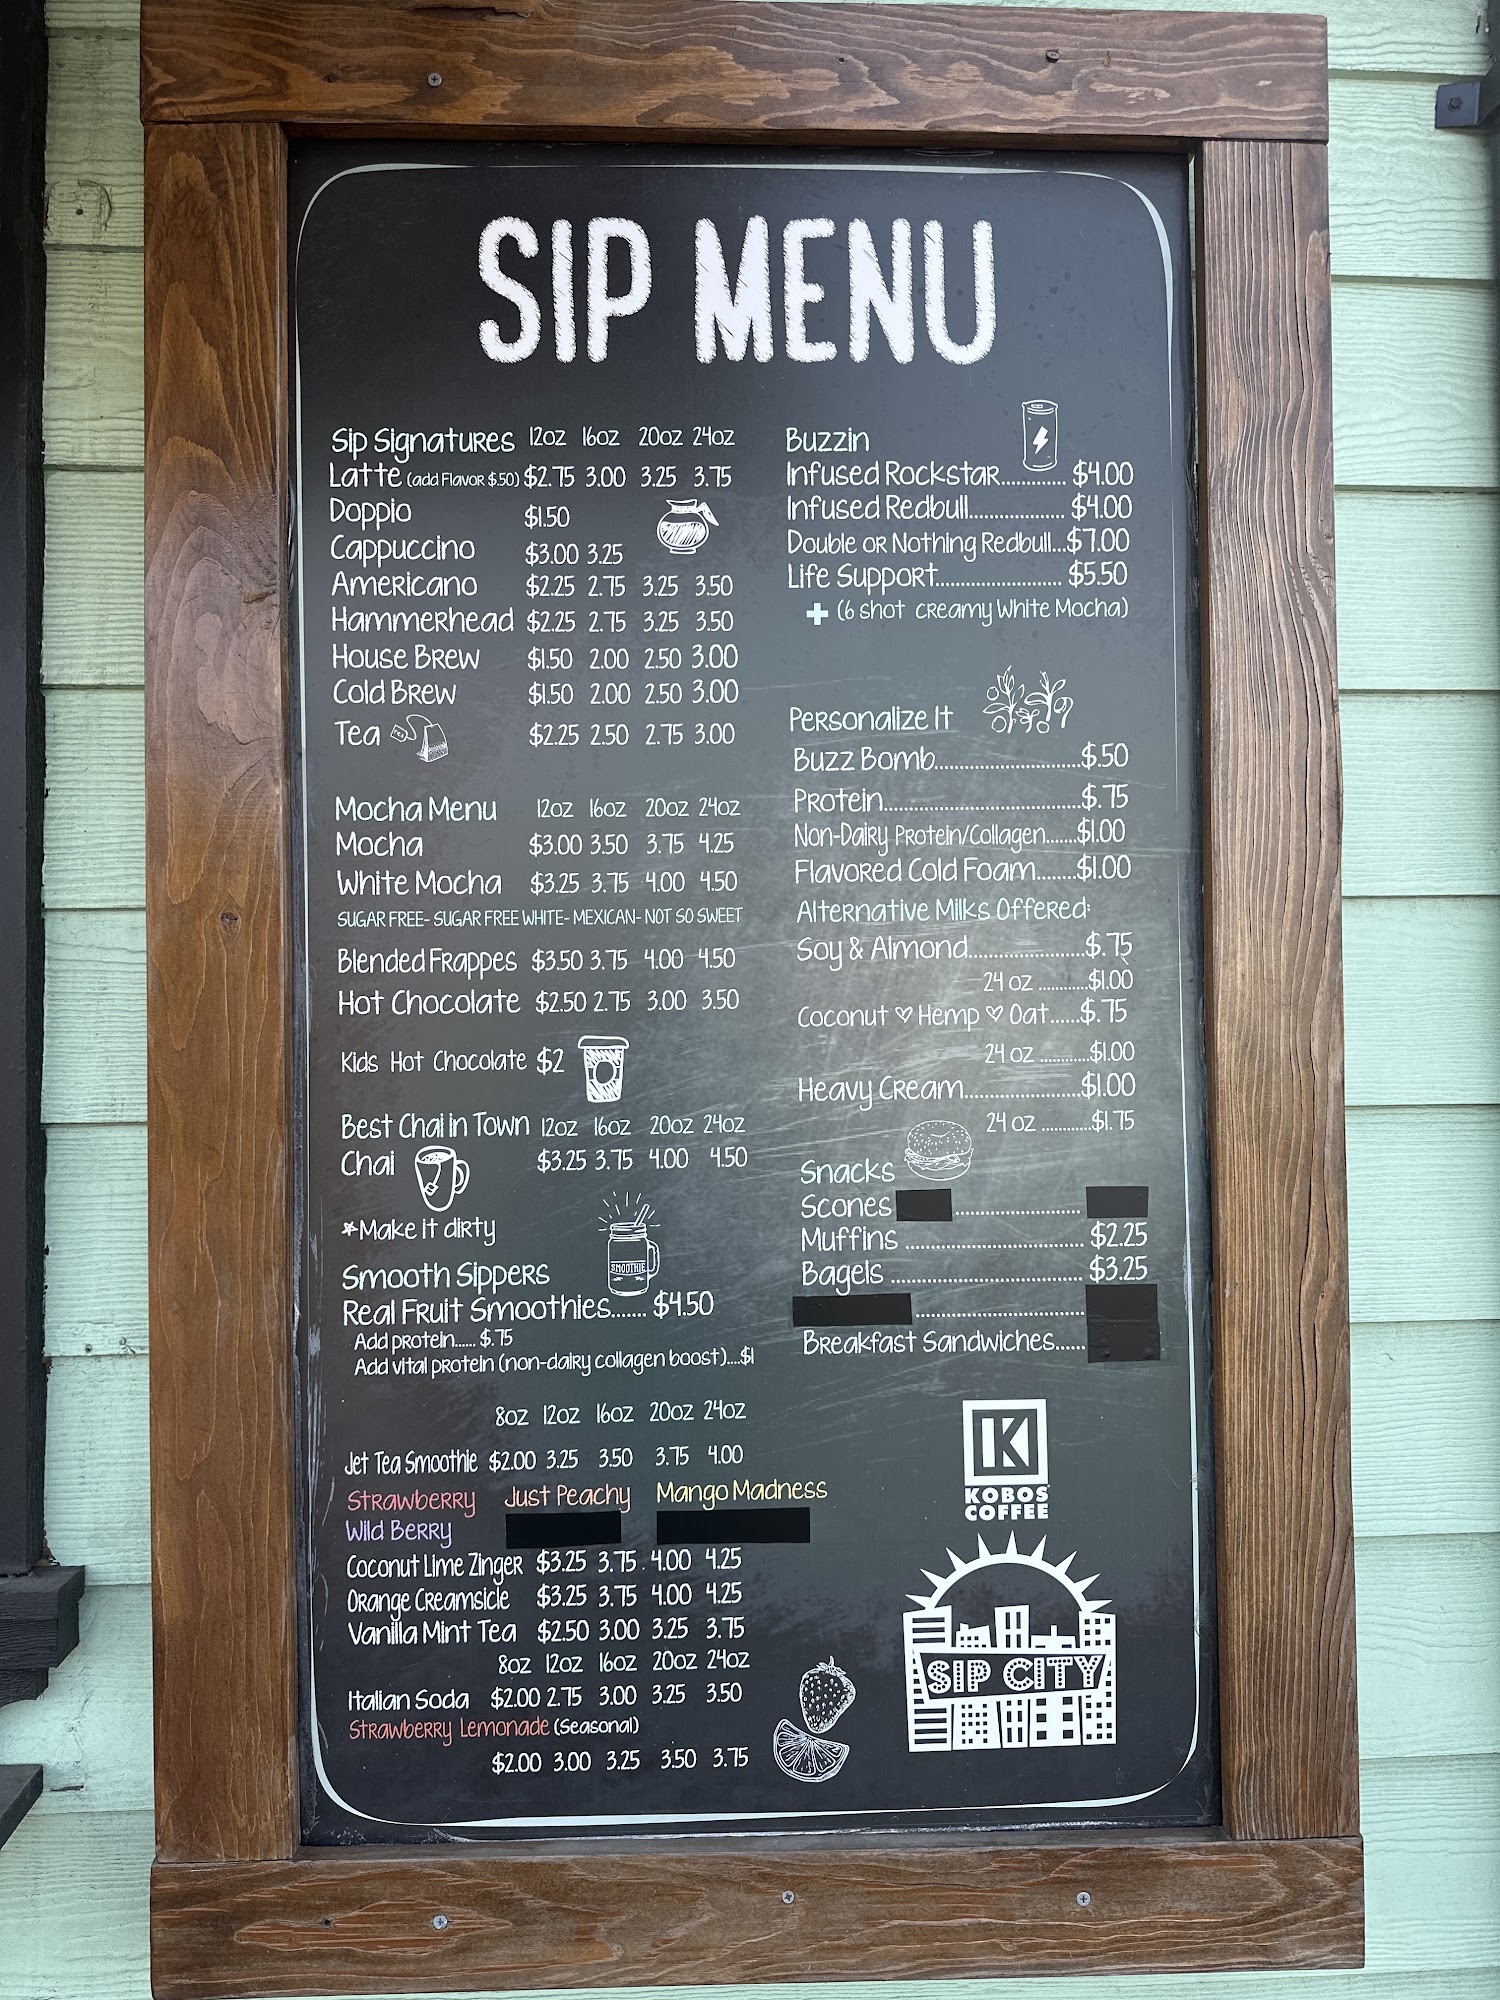 SIP MENU
Sip Signatures 12oz 16oz 20oz 24oz
Latte (add Flavor $.50) $2.75 3.00 3.25 3.75
Doppio $1.50
Cappuccino $3.00 3.25
Americano $2.25 2.75 3.25 3.50
Hammerhead $2.25 2.75 3.25 3.50
House Brew $1.50 2.00 2.50 3.00
Cold Brew $1.50 2.00 2.50 3.00
Tea $2.25 2.50 2.75 3.00
Mocha Menu 12oz 16oz 20oz 24oz
Mocha $3.00 3.50 3.75 4.25
White Mocha $3.25 3.75 4.00 4.50
SUGAR FREE- SUGAR FREE WHITE- MEXICAN- NOT SO SWEET
Blended Frappes $3.50 3.75 4.00 4.50
Hot Chocolate $2.50 2.75 3.00 3.50
Kids Hot Chocolate $2
Best Chai in Town 12oz 16oz 20oz 24oz
Chai $3.25 3.75 4.00 4.50
*Make it dirty
Smooth Sippers
SMOOTHIE
Real Fruit Smoothies....... $4.50
Add protein...... $.75
Add vital protein (non-dairy collagen boost)....$1
8oz 12oz 16oz 20oz 24oz
Jet Tea Smoothie $2.00 3.25 3.50 3.75 4.00
Strawberry Just Peachy Mango Madness
Wild Berry
Coconut Lime Zinger $3.25 3.75 4.00 4.25
Orange Creamsicle $3.25 3.75 4.00 4.25
Vanilla Mint Tea $2.50 3.00 3.25 3.75
8oz 12oz 16oz 20oz 24oz
Italian Soda $2.00 2.75 3.00 3.25 3.50
Strawberry Lemonade (Seasonal)
$2.00 3.00 3.25 3.50 3.75
Buzzin
Infused Rockstar............. $4.00
Infused Redbull................... $4.00
Double or Nothing Redbull...$7.00
Life Support......................... $5.50
+ (6 shot creamy White Mocha)
Personalize It
Buzz Bomb..............................$.50
Protein........................................$.75
Non-Dairy Protein/Collagen.......$1.00
Flavored Cold Foam........$1.00
Alternative Milks Offered:
Soy & Almond........................$.75
24 oz ............$1.00
Coconut ♡ Hemp ♡ Oat......$.75
24 oz ............$1.00
Heavy Cream........................$1.00
24 oz ............$1.75
Snacks
Scones ..........................
Muffins .................................... $2.25
Bagels ....................................... $3.25
Breakfast Sandwiches......
K
KOBOS
COFFEE
SIP CITY